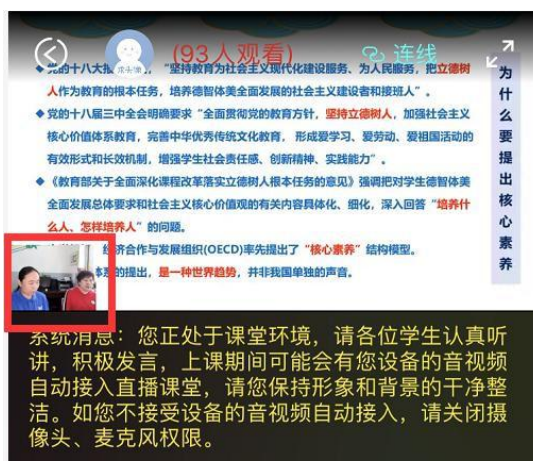 (93人观看)
连线
◆党的十八大报
，“坚持教育为社会主义现代化建设服务、为人民服务，把立德树
人作为教育的根本任务，培养德智体美全面发展的社会主义建设者和接班人”。
◆党的十八届三中全会明确要求“全面贯彻党的教育方针，坚持立德树人，加强社会主义
核心价值体系教育，完善中华优秀传统文化教育， 形成爱学习、爱劳动、爱祖国活动的
有效形式和长效机制，增强学生社会责任感、创新精神、实践能力”。
◆《教育部关于全面深化课程改革落实立德树人根本任务的意见》强调把对学生德智体美
全面发展总体要求和社会主义核心价值观的有关内容具体化、细化，深入回答“培养什
么人、怎样培养人”的问题。
经济合作与发展组织(OECD)率先提出了“核心素养”结构模型。
的提出，是一种世界趋势，并非我国单独的声音。
为什么要提出核心素养
系统消息：您正处于课堂环境，请各位学生认真听
讲，积极发言，上课期间可能会有您设备的音视频
自动接入直播课堂，请您保持形象和背景的干净整
洁。如您不接受设备的音视频自动接入，请关闭摄
像头、麦克风权限。